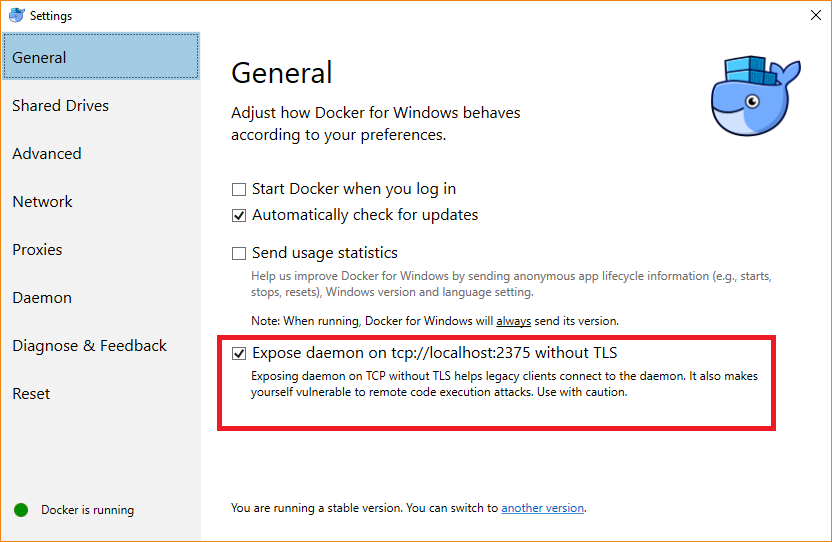 Settings
General
Shared Drives
Advanced
Network
Proxies
Daemon
Diagnose & Feedback
Reset
Docker is running
General
Adjust how Docker for Windows behaves
according to your preferences.
Start Docker when you log in
Automatically check for updates
Send usage statistics
Help us improve Docker for Windows by sending anonymous app lifecycle information (e.g., starts,
stops, resets), Windows version and language setting.
Note: When running, Docker for Windows will always send its version.
Expose daemon on tcp://localhost:2375 without TLS
Exposing daemon on TCP without TLS helps legacy clients connect to the daemon. It also makes
yourself vulnerable to remote code execution attacks. Use with caution.
You are running a stable version. You can switch to another version.